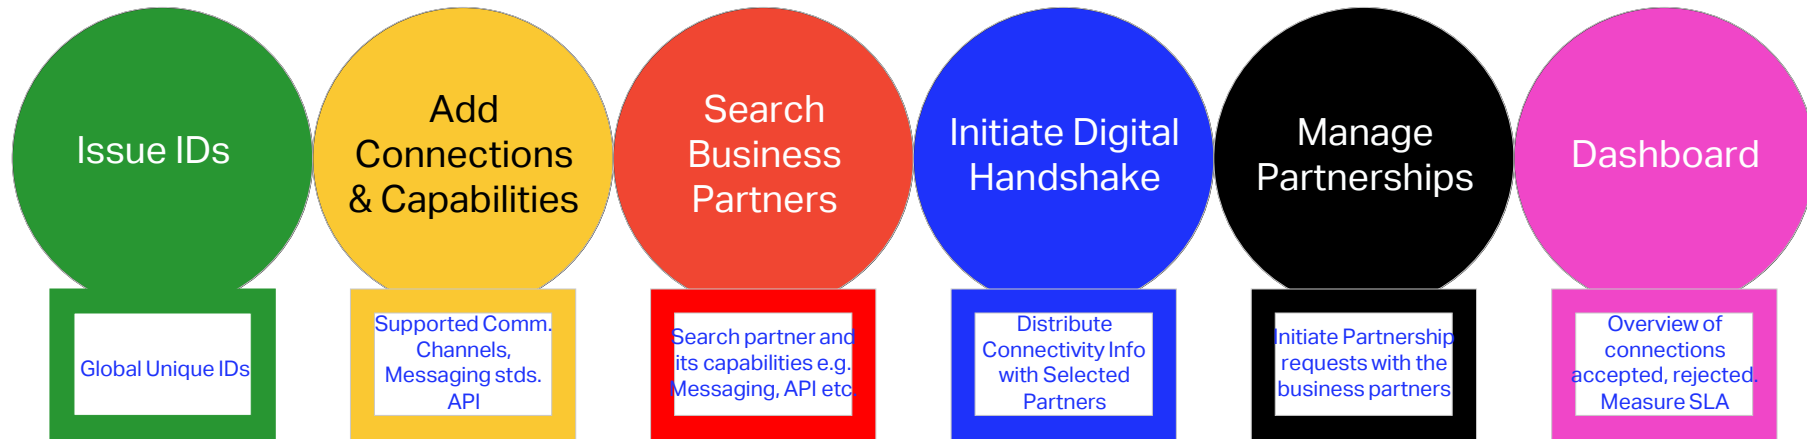 Issue IDs
Add
Connections
& Capabilities
Search
Business
Partners
Initiate Digital
Handshake
Manage
Partnerships
Dashboard
Global Unique IDs
Supported Comm.
Channels,
Messaging stds.
API
Search partner and
its capabilities e.g.
Messaging, API etc.
Distribute
Connectivity Info
with Selected
Partners
Initiate Partnership
requests with the
business partners
Overview of
connections
accepted, rejected.
Measure SLA